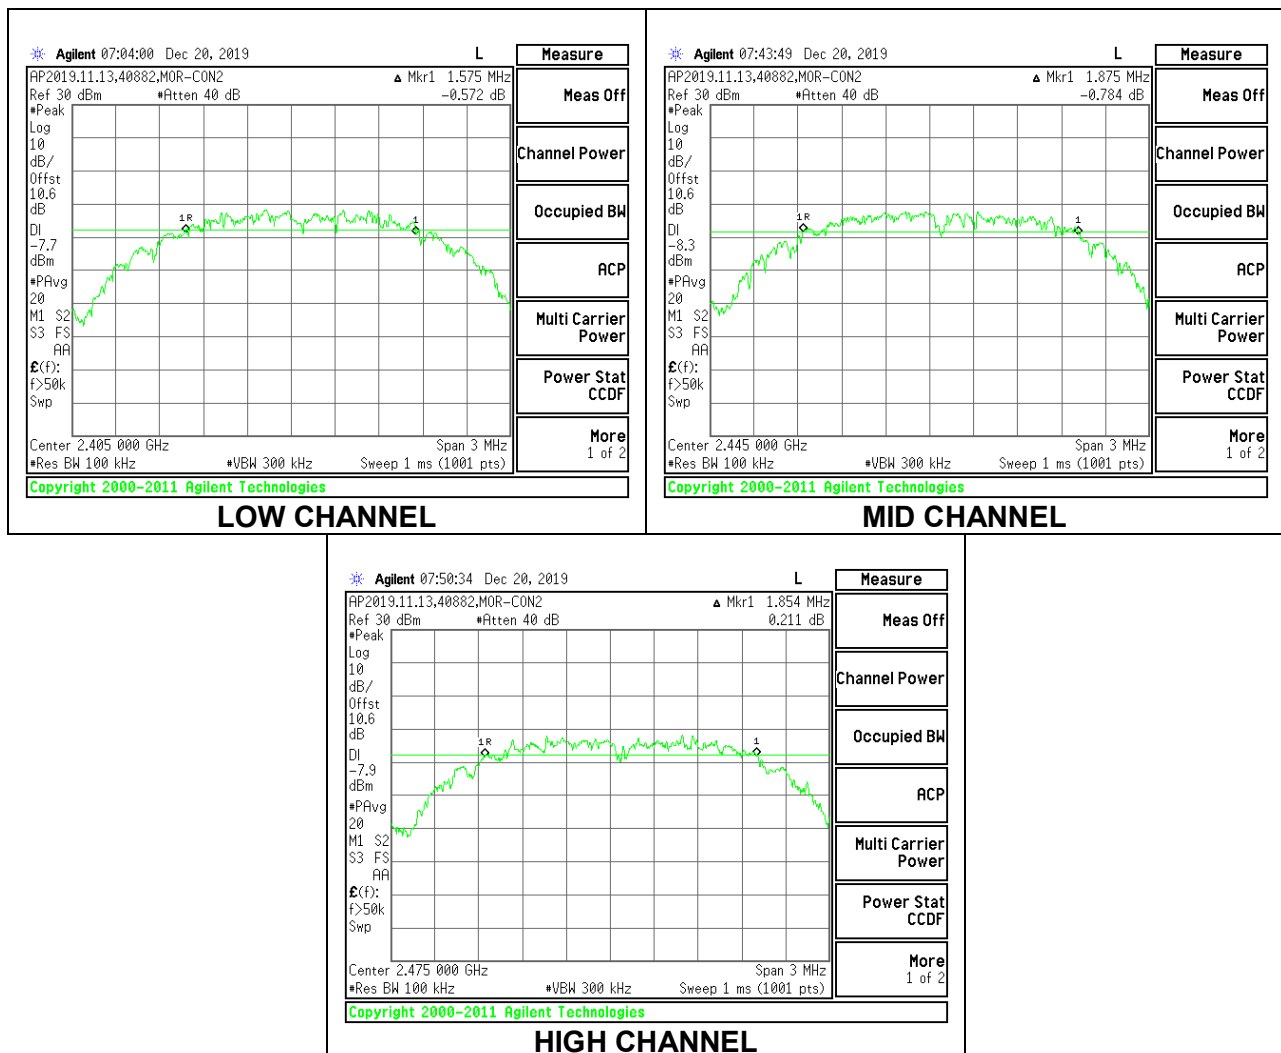 Agilent 07:04:00 Dec 20, 2019 L Measure
AP2019.11.13,40882,MOR-CON2 ▲ Mkr1 1.575 MHz
Ref 30 dBm #Atten 40 dB -0.572 dB
#Peak
Log
10
dB/
Offst
10.6
dB
DI
-7.7
dBm
#PAvg
20
M1 S2
S3 FS
AA
£(f):
f>50k
Swp
1R
1
Center 2.405 000 GHz Span 3 MHz
#Res BW 100 kHz #VBW 300 kHz Sweep 1 ms (1001 pts)
Meas Off
Channel Power
Occupied BW
ACP
Multi Carrier
Power
Power Stat
CCDF
More
1 of 2
Copyright 2000-2011 Agilent Technologies
LOW CHANNEL
Agilent 07:43:49 Dec 20, 2019 L Measure
AP2019.11.13,40882,MOR-CON2 ▲ Mkr1 1.875 MHz
Ref 30 dBm #Atten 40 dB -0.784 dB
#Peak
Log
10
dB/
Offst
10.6
dB
DI
-8.3
dBm
#PAvg
20
M1 S2
S3 FS
AA
£(f):
f>50k
Swp
1R
1
Center 2.445 000 GHz Span 3 MHz
#Res BW 100 kHz #VBW 300 kHz Sweep 1 ms (1001 pts)
Meas Off
Channel Power
Occupied BW
ACP
Multi Carrier
Power
Power Stat
CCDF
More
1 of 2
Copyright 2000-2011 Agilent Technologies
MID CHANNEL
Agilent 07:50:34 Dec 20, 2019 L Measure
AP2019.11.13,40882,MOR-CON2 ▲ Mkr1 1.854 MHz
Ref 30 dBm #Atten 40 dB 0.211 dB
#Peak
Log
10
dB/
Offst
10.6
dB
DI
-7.9
dBm
#PAvg
20
M1 S2
S3 FS
AA
£(f):
f>50k
Swp
1R
1
Center 2.475 000 GHz Span 3 MHz
#Res BW 100 kHz #VBW 300 kHz Sweep 1 ms (1001 pts)
Meas Off
Channel Power
Occupied BW
ACP
Multi Carrier
Power
Power Stat
CCDF
More
1 of 2
Copyright 2000-2011 Agilent Technologies
HIGH CHANNEL